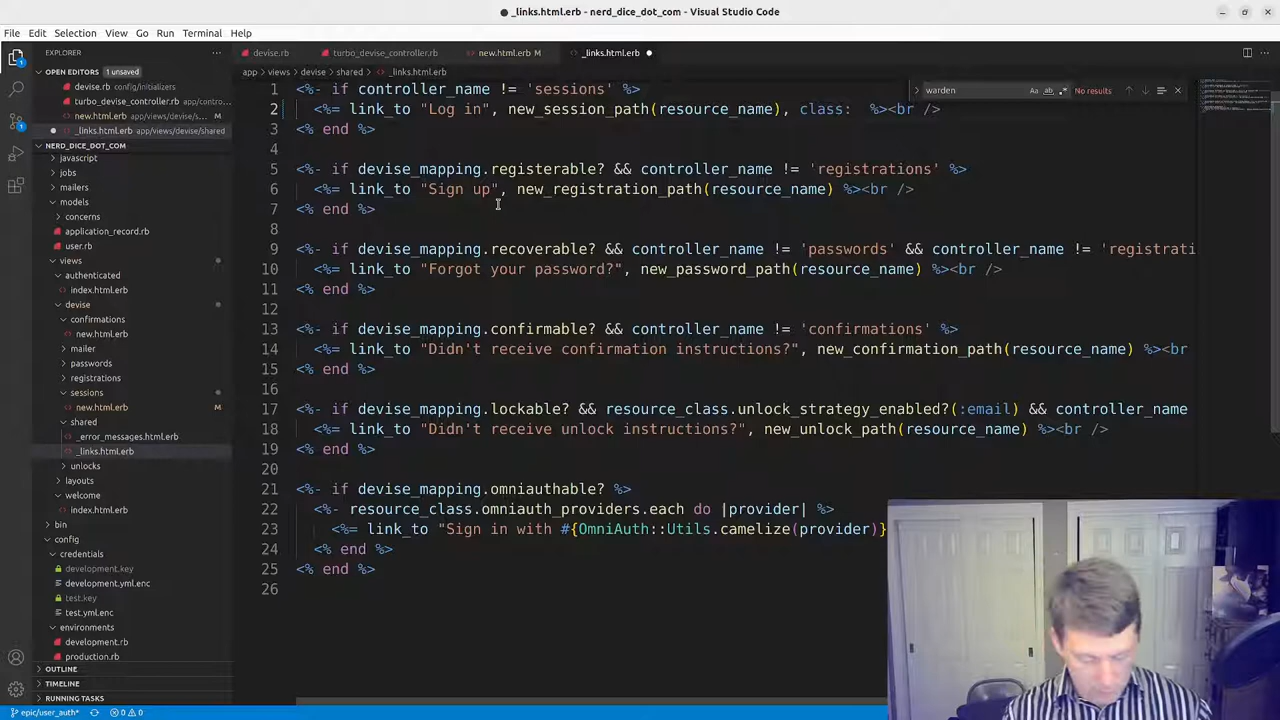 _links.html.erb - nerd_dice_dot_com - Visual Studio Code
File Edit Selection View Go Run Terminal Help
EXPLORER
devise.rb
turbo_devise_controller.rb
new.html.erb M
_links.html.erb
OPEN EDITORS 1 unsaved
app > views > devise > shared > _links.html.erb
devise.rb config/initializers
turbo_devise_controller.rb app/contro...
new.html.erb app/views/devise/s... M
_links.html.erb app/views/devise/shared
NERD_DICE_DOT_COM
javascript
jobs
mailers
models
concerns
application_record.rb
user.rb
views
authenticated
index.html.erb
devise
confirmations
new.html.erb
mailer
passwords
registrations
sessions
new.html.erb M
shared
_error_messages.html.erb
_links.html.erb
unlocks
layouts
welcome
index.html.erb
bin
config
credentials
development.key
development.yml.enc
test.key
test.yml.enc
environments
development.rb
production.rb
OUTLINE
TIMELINE
RUNNING TASKS
warden
Aa ab .* No results
1 <%- if controller_name != 'sessions' %>
2 <%= link_to "Log in", new_session_path(resource_name), class:  %><br />
3 <% end %>
4
5 <%- if devise_mapping.registerable? && controller_name != 'registrations' %>
6 <%= link_to "Sign up", new_registration_path(resource_name) %><br />
7 <% end %>
8
9 <%- if devise_mapping.recoverable? && controller_name != 'passwords' && controller_name != 'registrati
10 <%= link_to "Forgot your password?", new_password_path(resource_name) %><br />
11 <% end %>
12
13 <%- if devise_mapping.confirmable? && controller_name != 'confirmations' %>
14 <%= link_to "Didn't receive confirmation instructions?", new_confirmation_path(resource_name) %><br
15 <% end %>
16
17 <%- if devise_mapping.lockable? && resource_class.unlock_strategy_enabled?(:email) && controller_name
18 <%= link_to "Didn't receive unlock instructions?", new_unlock_path(resource_name) %><br />
19 <% end %>
20
21 <%- if devise_mapping.omniauthable? %>
22 <%- resource_class.omniauth_providers.each do |provider| %>
23 <%= link_to "Sign in with #{OmniAuth::Utils.camelize(provider)}
24 <% end %>
25 <% end %>
26
epic/user_auth* 0 0